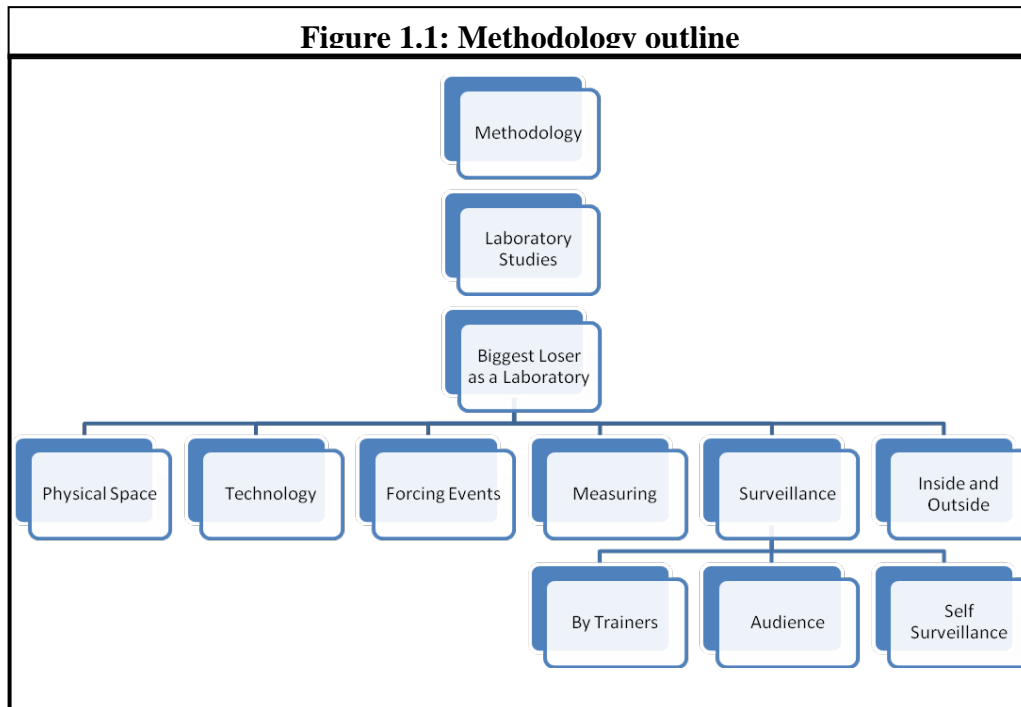 Figure 1.1: Methodology outline
Methodology
Laboratory
Studies
Biggest Loser
as a Laboratory
Physical Space
Technology
Forcing Events
Measuring
Surveillance
Inside and
Outside
By Trainers
Audience
Self
Surveillance